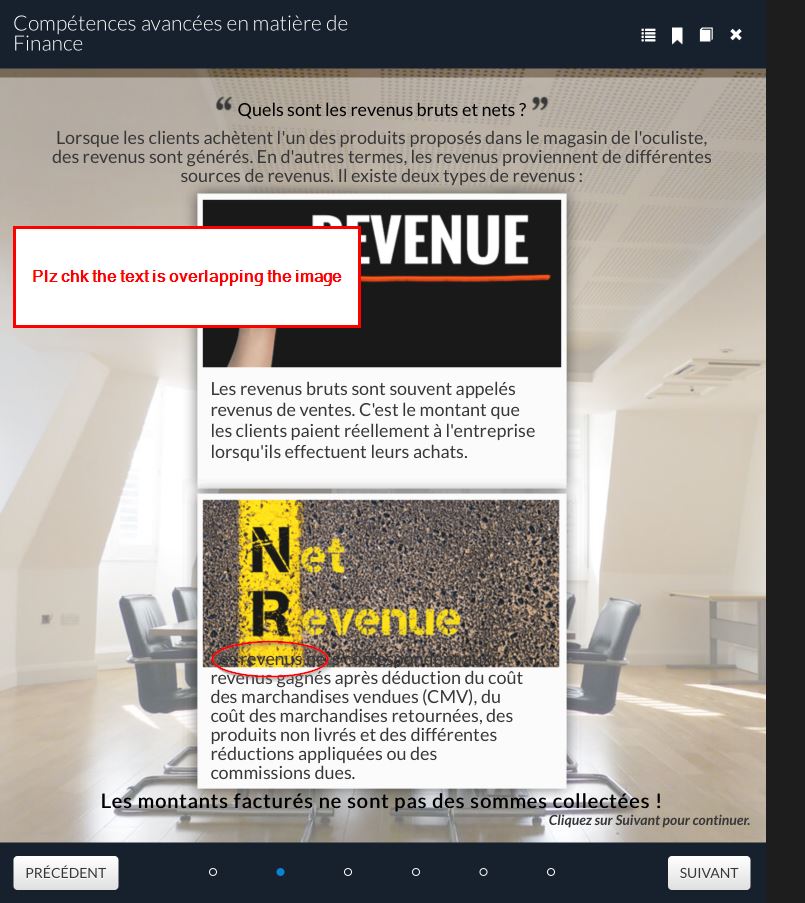 Compétences avancées en matière de
Finance
“ Quels sont les revenus bruts et nets ? ”
Lorsque les clients achètent l'un des produits proposés dans le magasin de l'oculiste,
des revenus sont générés. En d'autres termes, les revenus proviennent de différentes
sources de revenu. Il existe deux types de revenus :
REVENUE
Plz chk the text is overlapping the image
Les revenus bruts sont souvent appelés
revenus de ventes. C'est le montant que
les clients paient réellement à l'entreprise
lorsqu'ils effectuent leurs achats.
Net
Revenue
revenus
revenus gagnés après déduction du coût
des marchandises vendues (CMV), du
coût des marchandises retournées, des
produits non livrés et des différentes
réductions appliquées ou des
commissions dues.
Les montants facturés ne sont pas des sommes collectées !
Cliquez sur Suivant pour continuer.
PRÉCÉDENT
SUIVANT